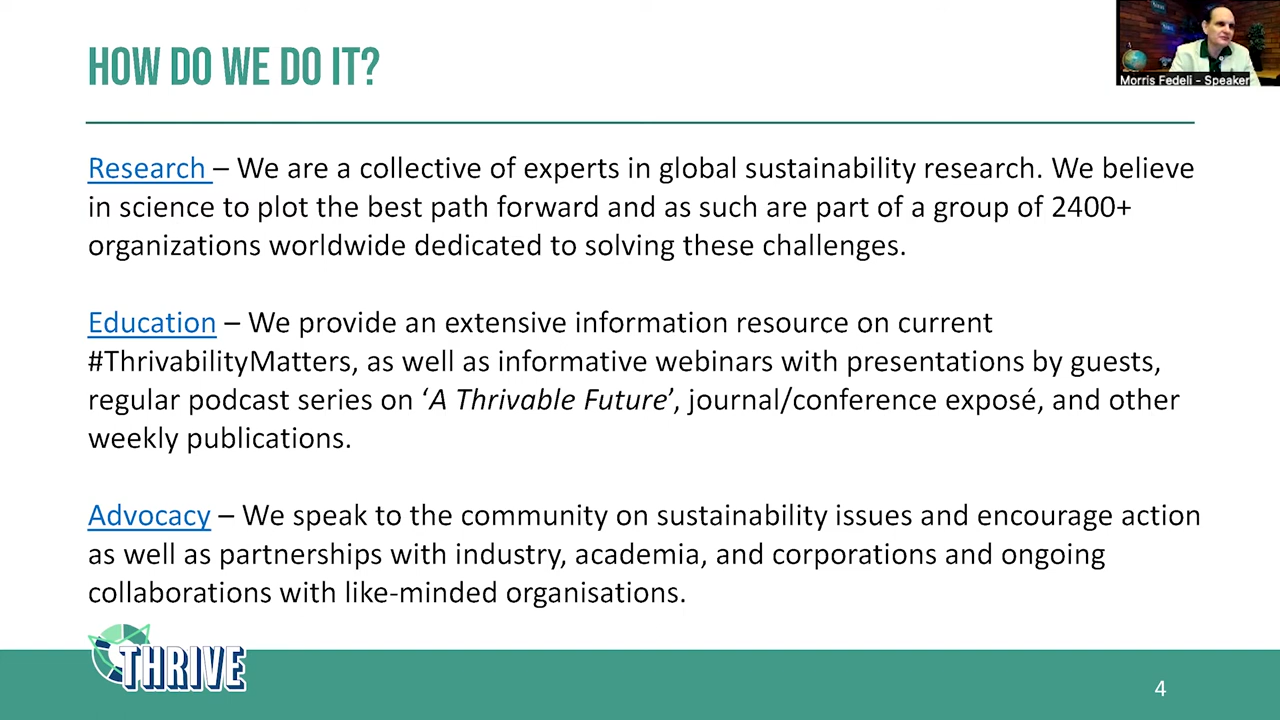 HOW DO WE DO IT?
Morris Fedeli - Speaker
Research – We are a collective of experts in global sustainability research. We believe
in science to plot the best path forward and as such are part of a group of 2400+
organizations worldwide dedicated to solving these challenges.
Education – We provide an extensive information resource on current
#ThrivabilityMatters, as well as informative webinars with presentations by guests,
regular podcast series on ‘A Thrivable Future’, journal/conference exposé, and other
weekly publications.
Advocacy – We speak to the community on sustainability issues and encourage action
as well as partnerships with industry, academia, and corporations and ongoing
collaborations with like-minded organisations.
THRIVE
4